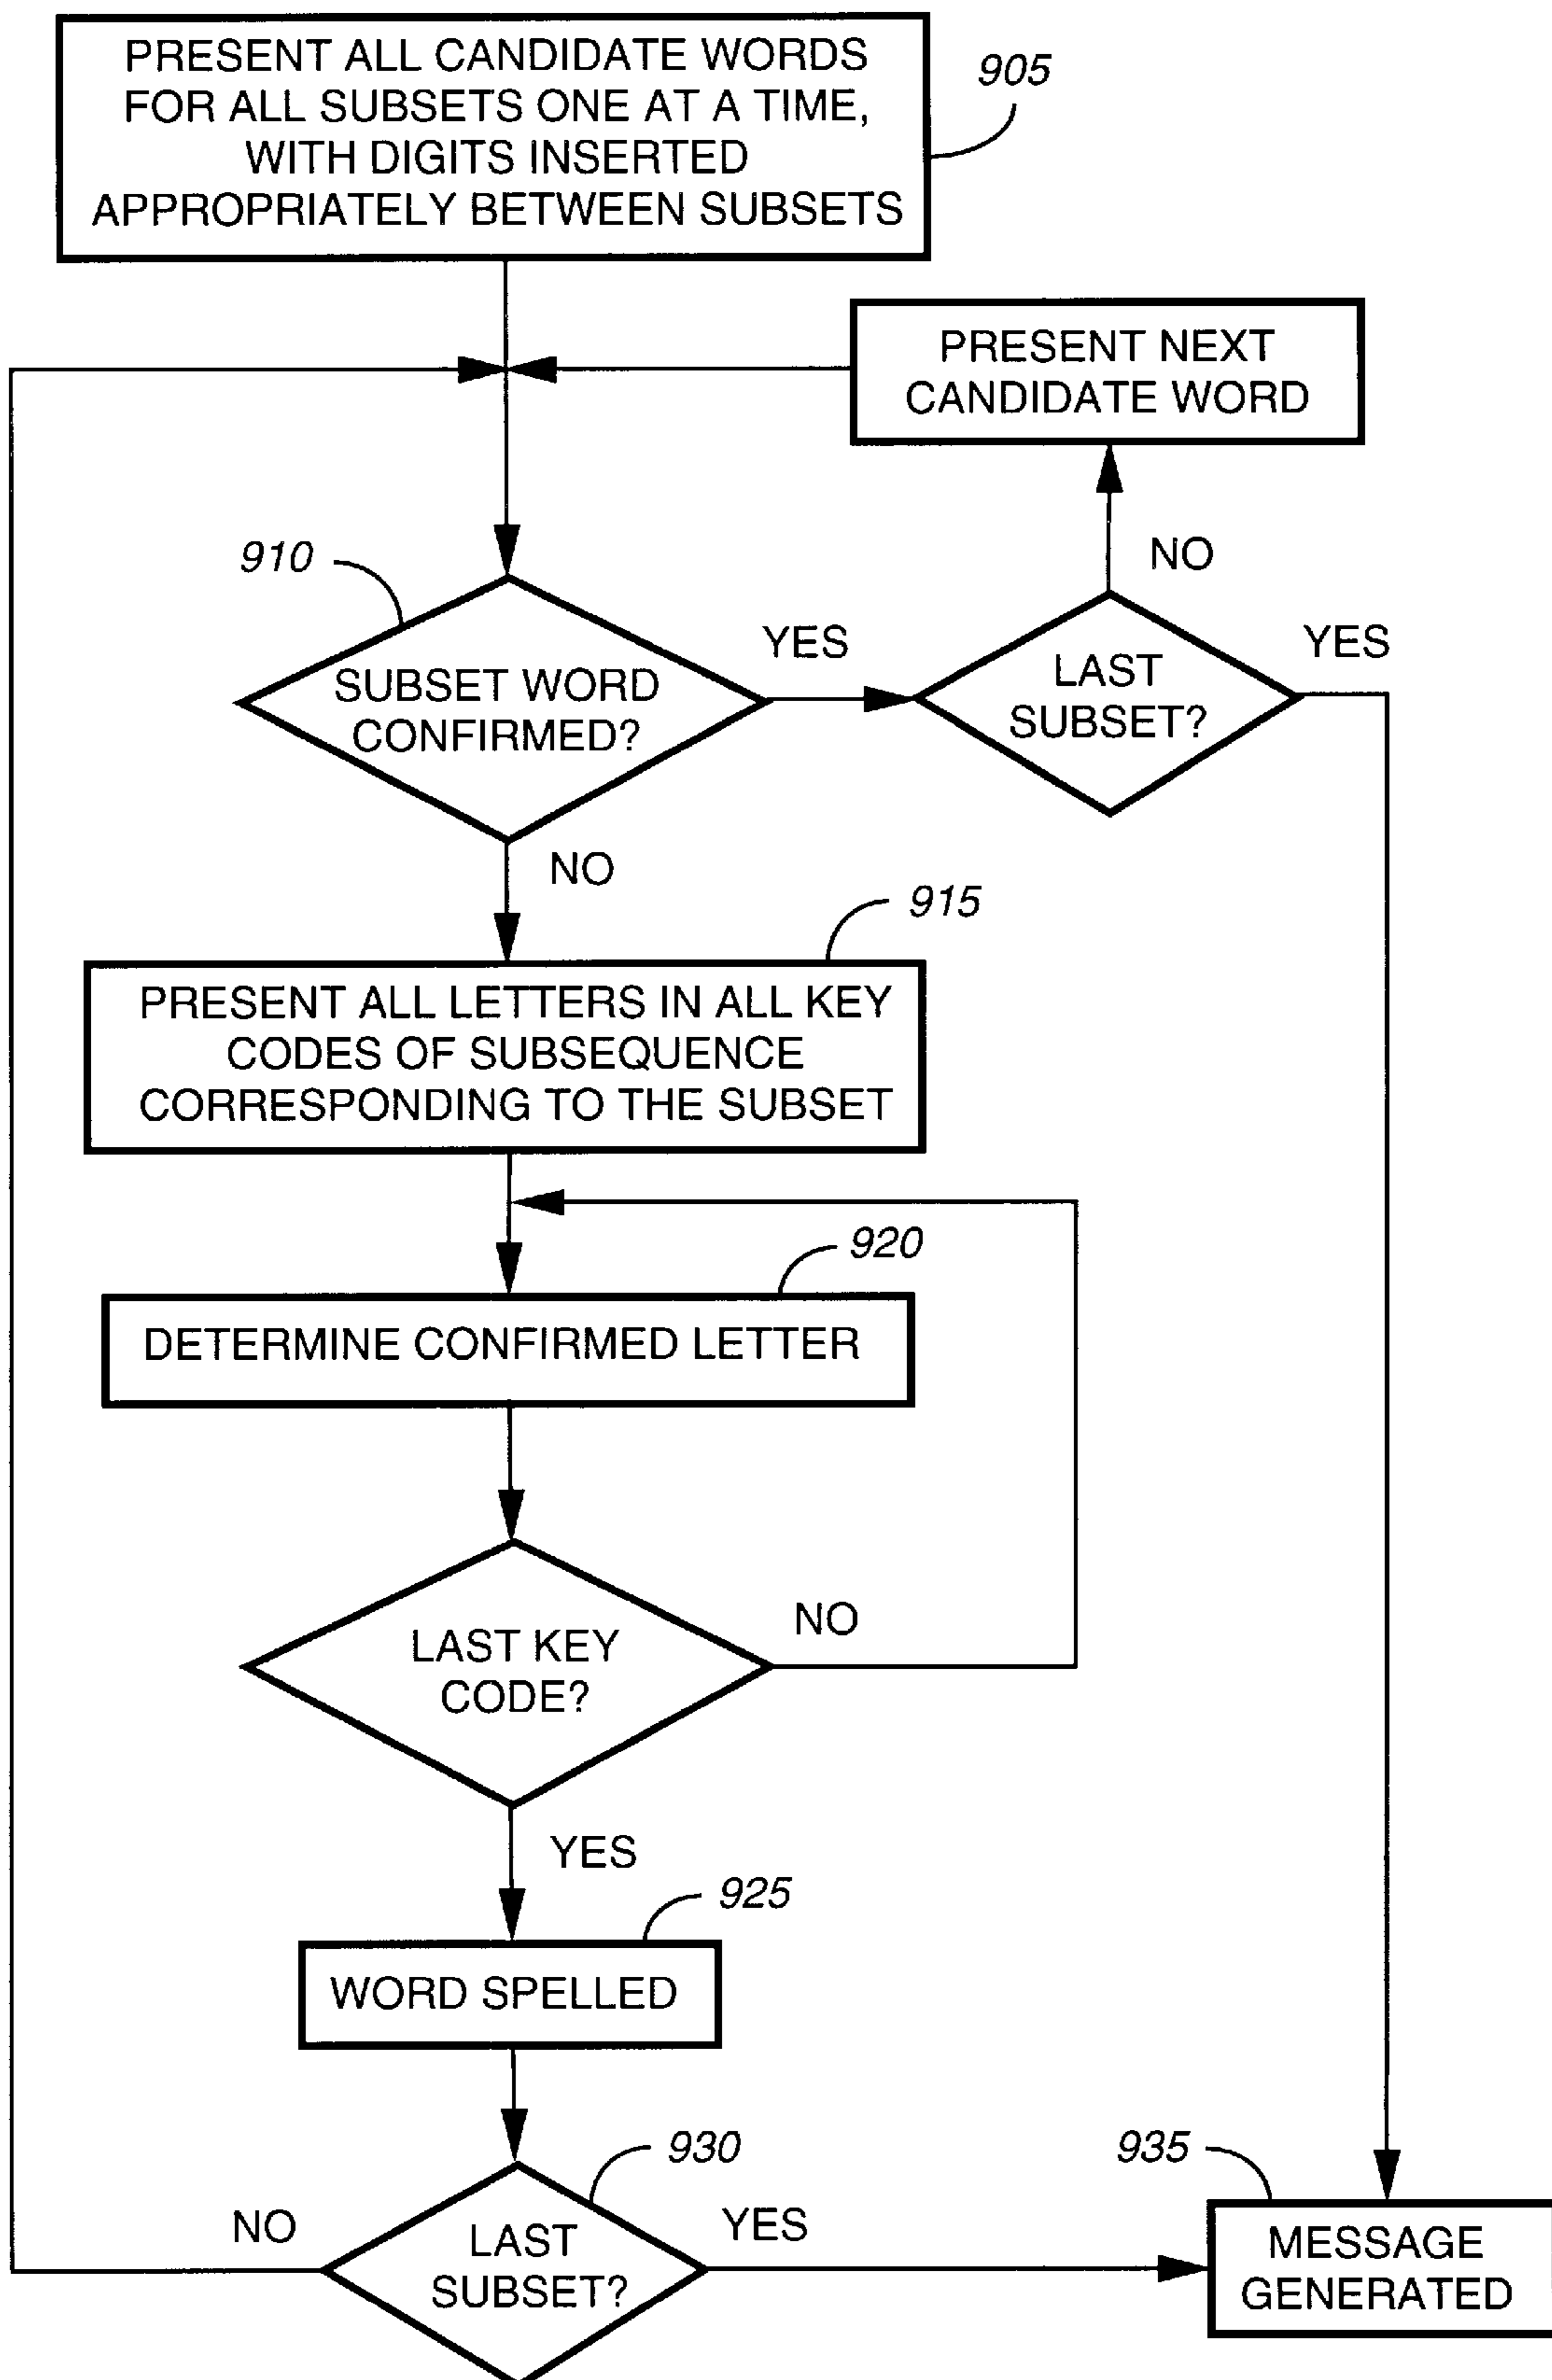 PRESENT ALL CANDIDATE WORDS
FOR ALL SUBSETS ONE AT A TIME,
WITH DIGITS INSERTED
APPROPRIATELY BETWEEN SUBSETS
905
PRESENT NEXT
CANDIDATE WORD
NO
910
SUBSET WORD
CONFIRMED?
YES
LAST
SUBSET?
YES
NO
915
PRESENT ALL LETTERS IN ALL KEY
CODES OF SUBSEQUENCE
CORRESPONDING TO THE SUBSET
920
DETERMINE CONFIRMED LETTER
LAST KEY
CODE?
NO
YES
925
WORD SPELLED
930
LAST
SUBSET?
NO
YES
935
MESSAGE
GENERATED